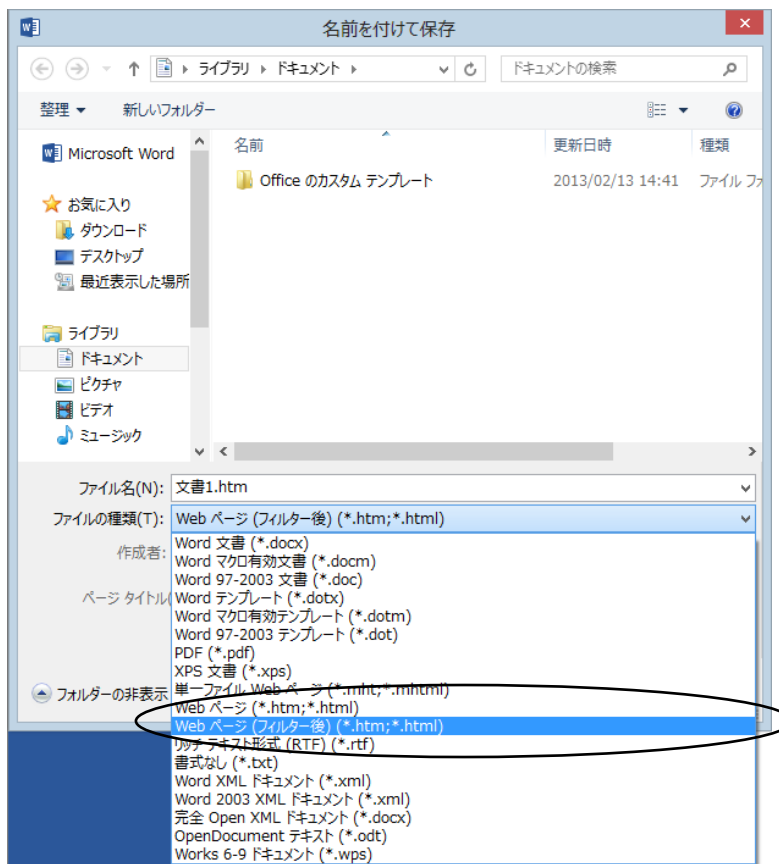 名前を付けて保存
ライブラリ ドキュメント
ドキュメントの検索
整理 新しいフォルダー
Microsoft Word
お気に入り
ダウンロード
デスクトップ
最近表示した場所
ライブラリ
ドキュメント
ピクチャ
ビデオ
ミュージック
名前 更新日時 種類
Office のカスタム テンプレート 2013/02/13 14:41 ファイル フ
ファイル名(N): 文書1.htm
ファイルの種類(T): Web ページ (フィルター後) (*.htm;*.html)
作成者:
ページ タイトル(
フォルダーの非表示
Word 文書 (*.docx)
Word マクロ有効文書 (*.docm)
Word 97-2003 文書 (*.doc)
Word テンプレート (*.dotx)
Word マクロ有効テンプレート (*.dotm)
Word 97-2003 テンプレート (*.dot)
PDF (*.pdf)
XPS 文書 (*.xps)
単一ファイル Web ページ (*.mht;*.mhtml)
Web ページ (*.htm;*.html)
Web ページ (フィルター後) (*.htm;*.html)
リッチ テキスト形式 (RTF) (*.rtf)
書式なし (*.txt)
Word XML ドキュメント (*.xml)
Word 2003 XML ドキュメント (*.xml)
完全 Open XML ドキュメント (*.docx)
OpenDocument テキスト (*.odt)
Works 6-9 ドキュメント (*.wps)